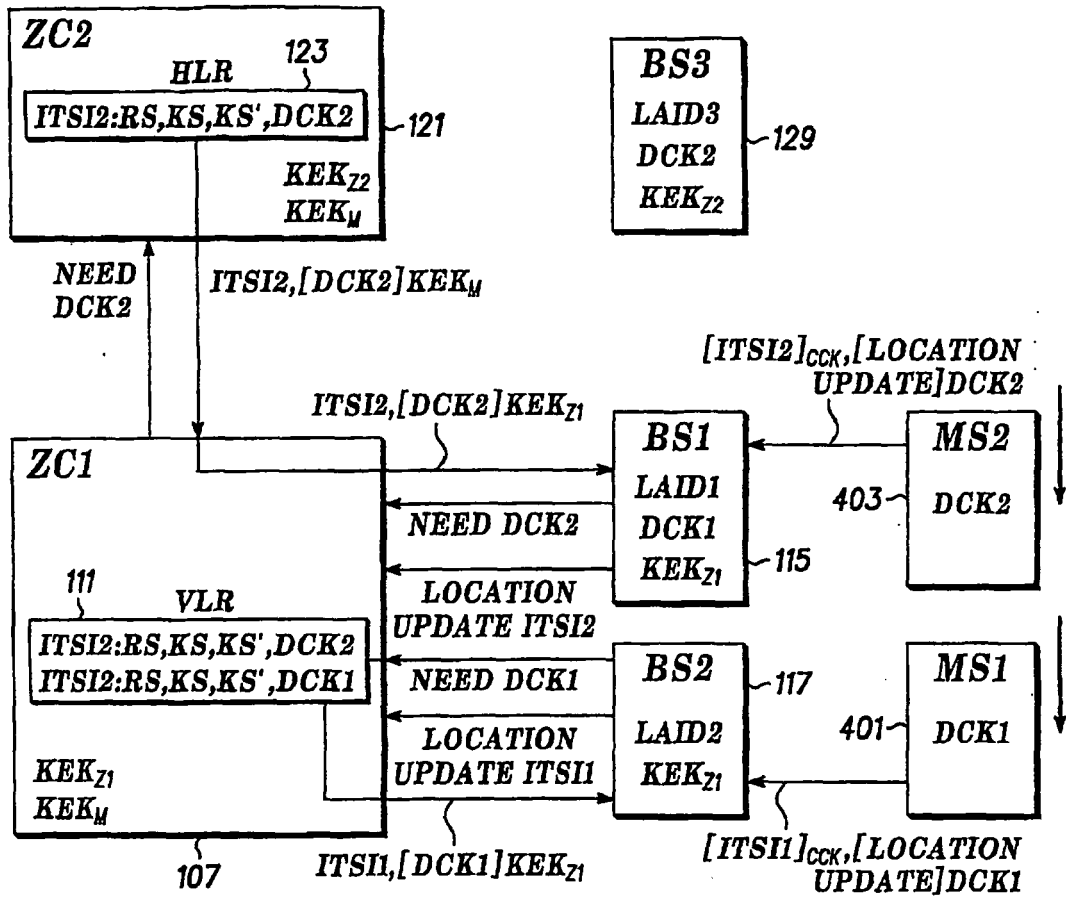 ZC2
123
HLR
ITSI2:RS,KS,KS',DCK2
121
KEKZ2
KEKM
BS3
LAID3
DCK2
KEKZ2
129
NEED
DCK2
ITSI2,[DCK2]KEKM
[ITSI2]CCK,[LOCATION
UPDATE]DCK2
ITSI2,[DCK2]KEKZ1
ZC1
BS1
LAID1
DCK1
KEKZ1
115
MS2
DCK2
403
NEED DCK2
LOCATION
UPDATE ITSI2
111
VLR
ITSI2:RS,KS,KS',DCK2
ITSI2:RS,KS,KS',DCK1
NEED DCK1
LOCATION
UPDATE ITSI1
BS2
LAID2
KEKZ1
117
MS1
DCK1
401
KEKZ1
KEKM
107
ITSI1,[DCK1]KEKZ1
[ITSI1]CCK,[LOCATION
UPDATE]DCK1